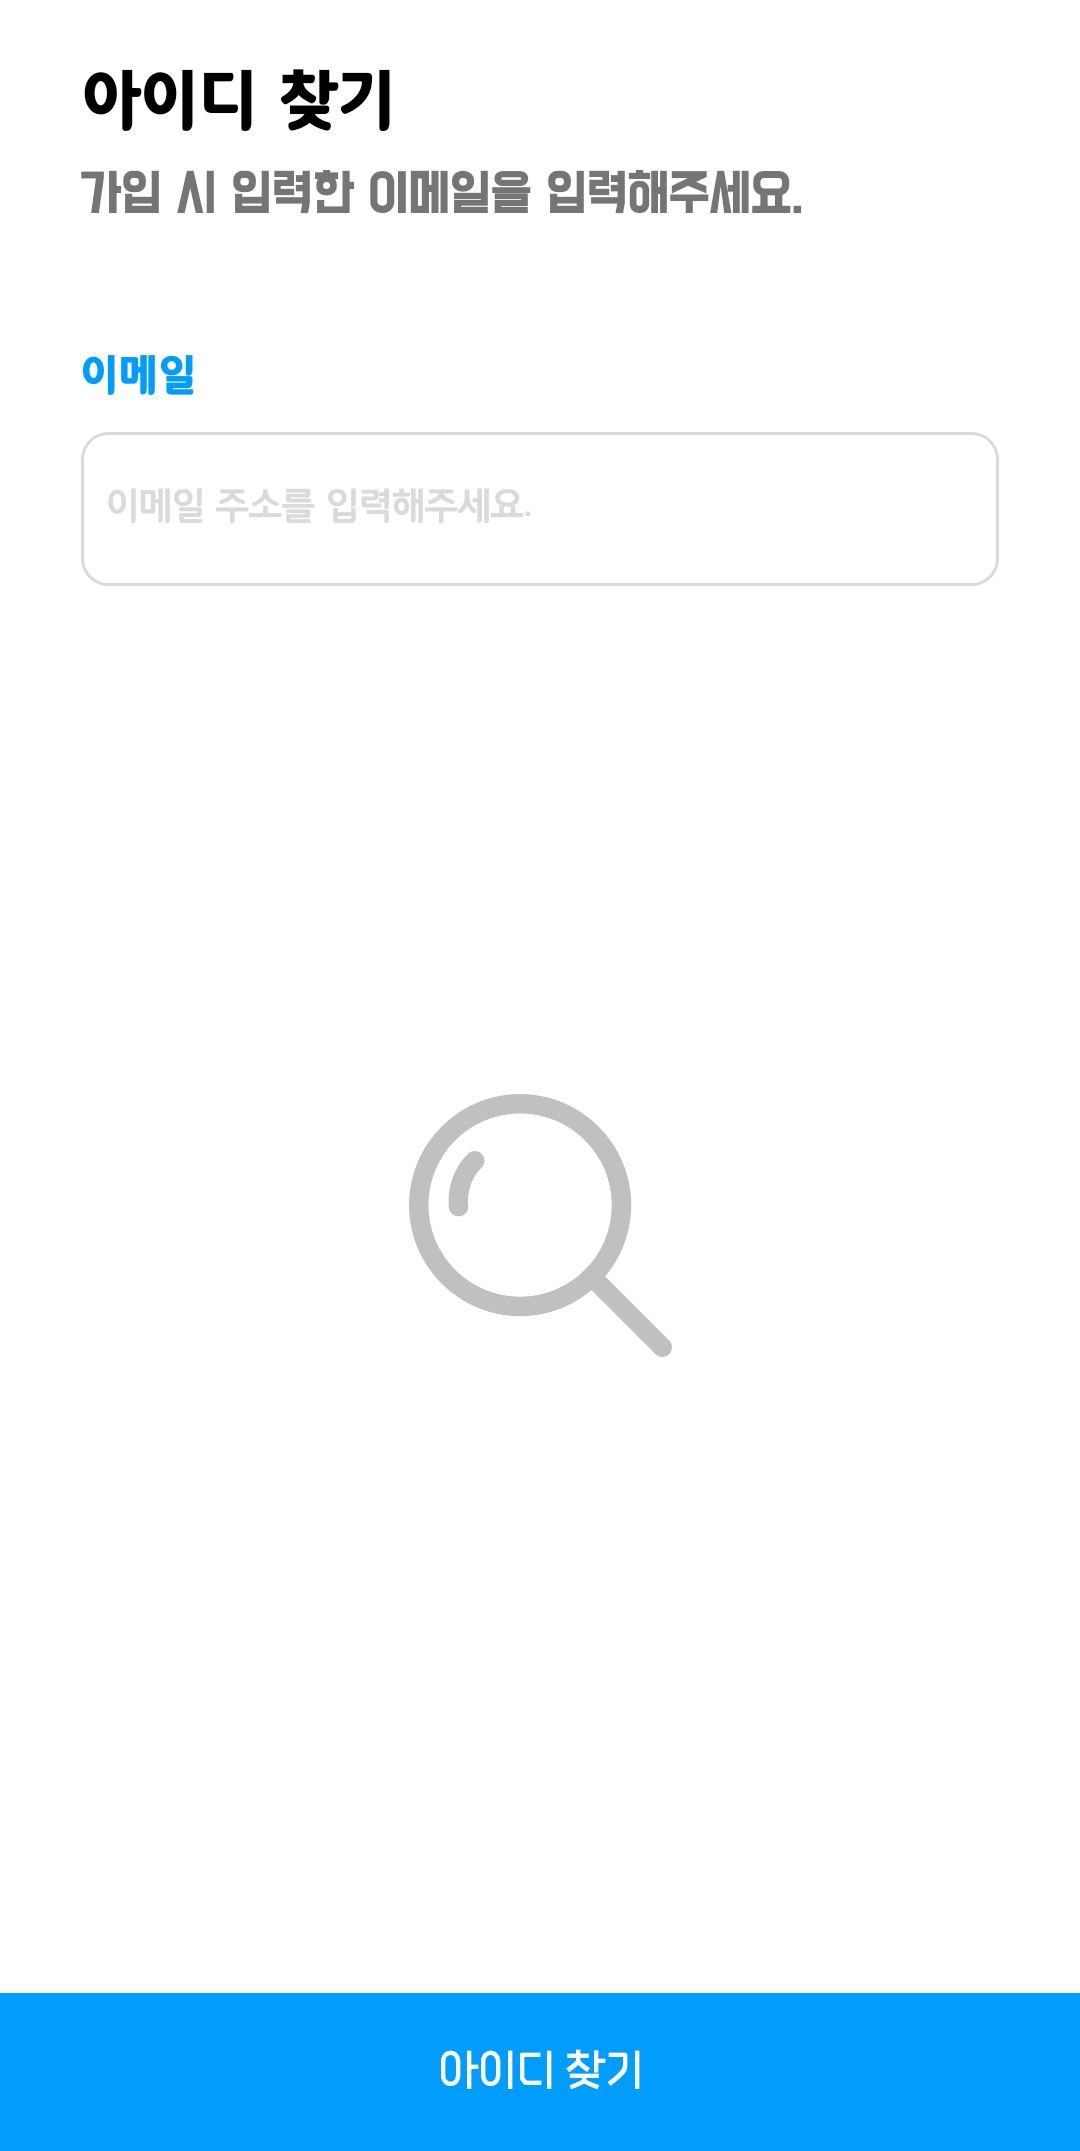 아이디 찾기
가입 시 입력한 이메일을 입력해주세요.
이메일
이메일 주소를 입력해주세요.
아이디 찾기